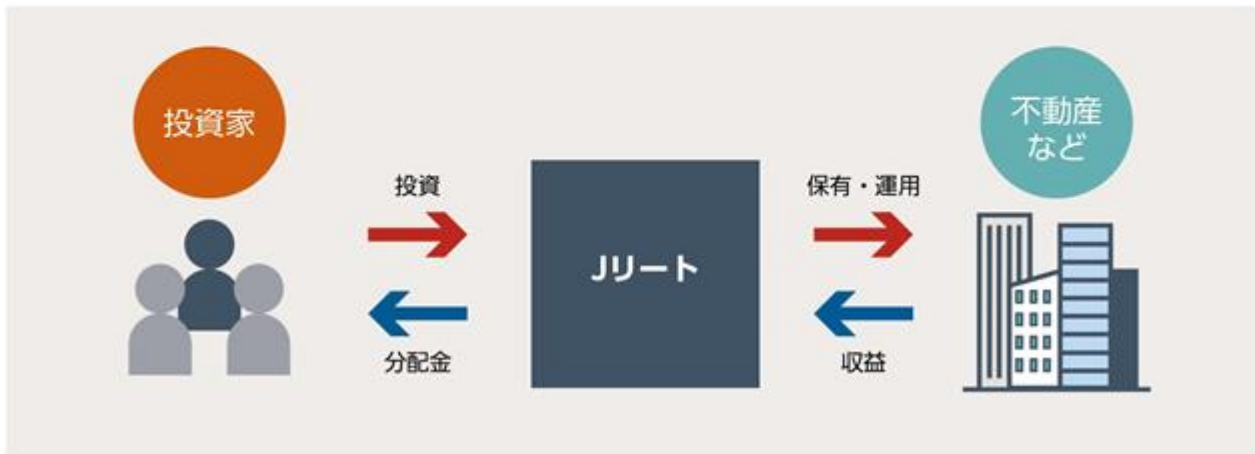 投資家
不動産
など
投資
保有・運用
Jリート
分配金
収益